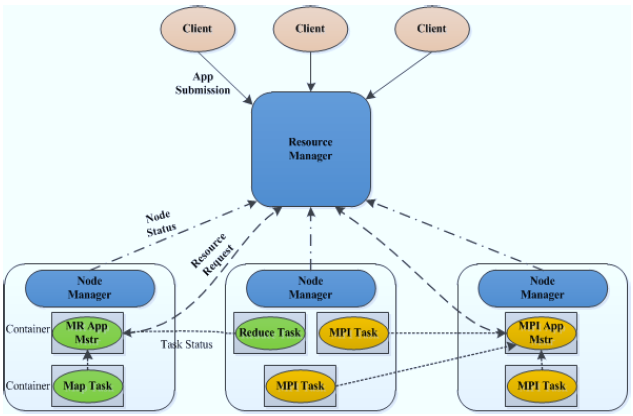 Client
Client
Client
App
Submission
Resource
Manager
Node
Status
Resource
Request
Node
Manager
Node
Manager
Node
Manager
Container
MR App
Mstr
Task Status
Reduce Task
MPI Task
MPI App
Mstr
Container
Map Task
MPI Task
MPI Task